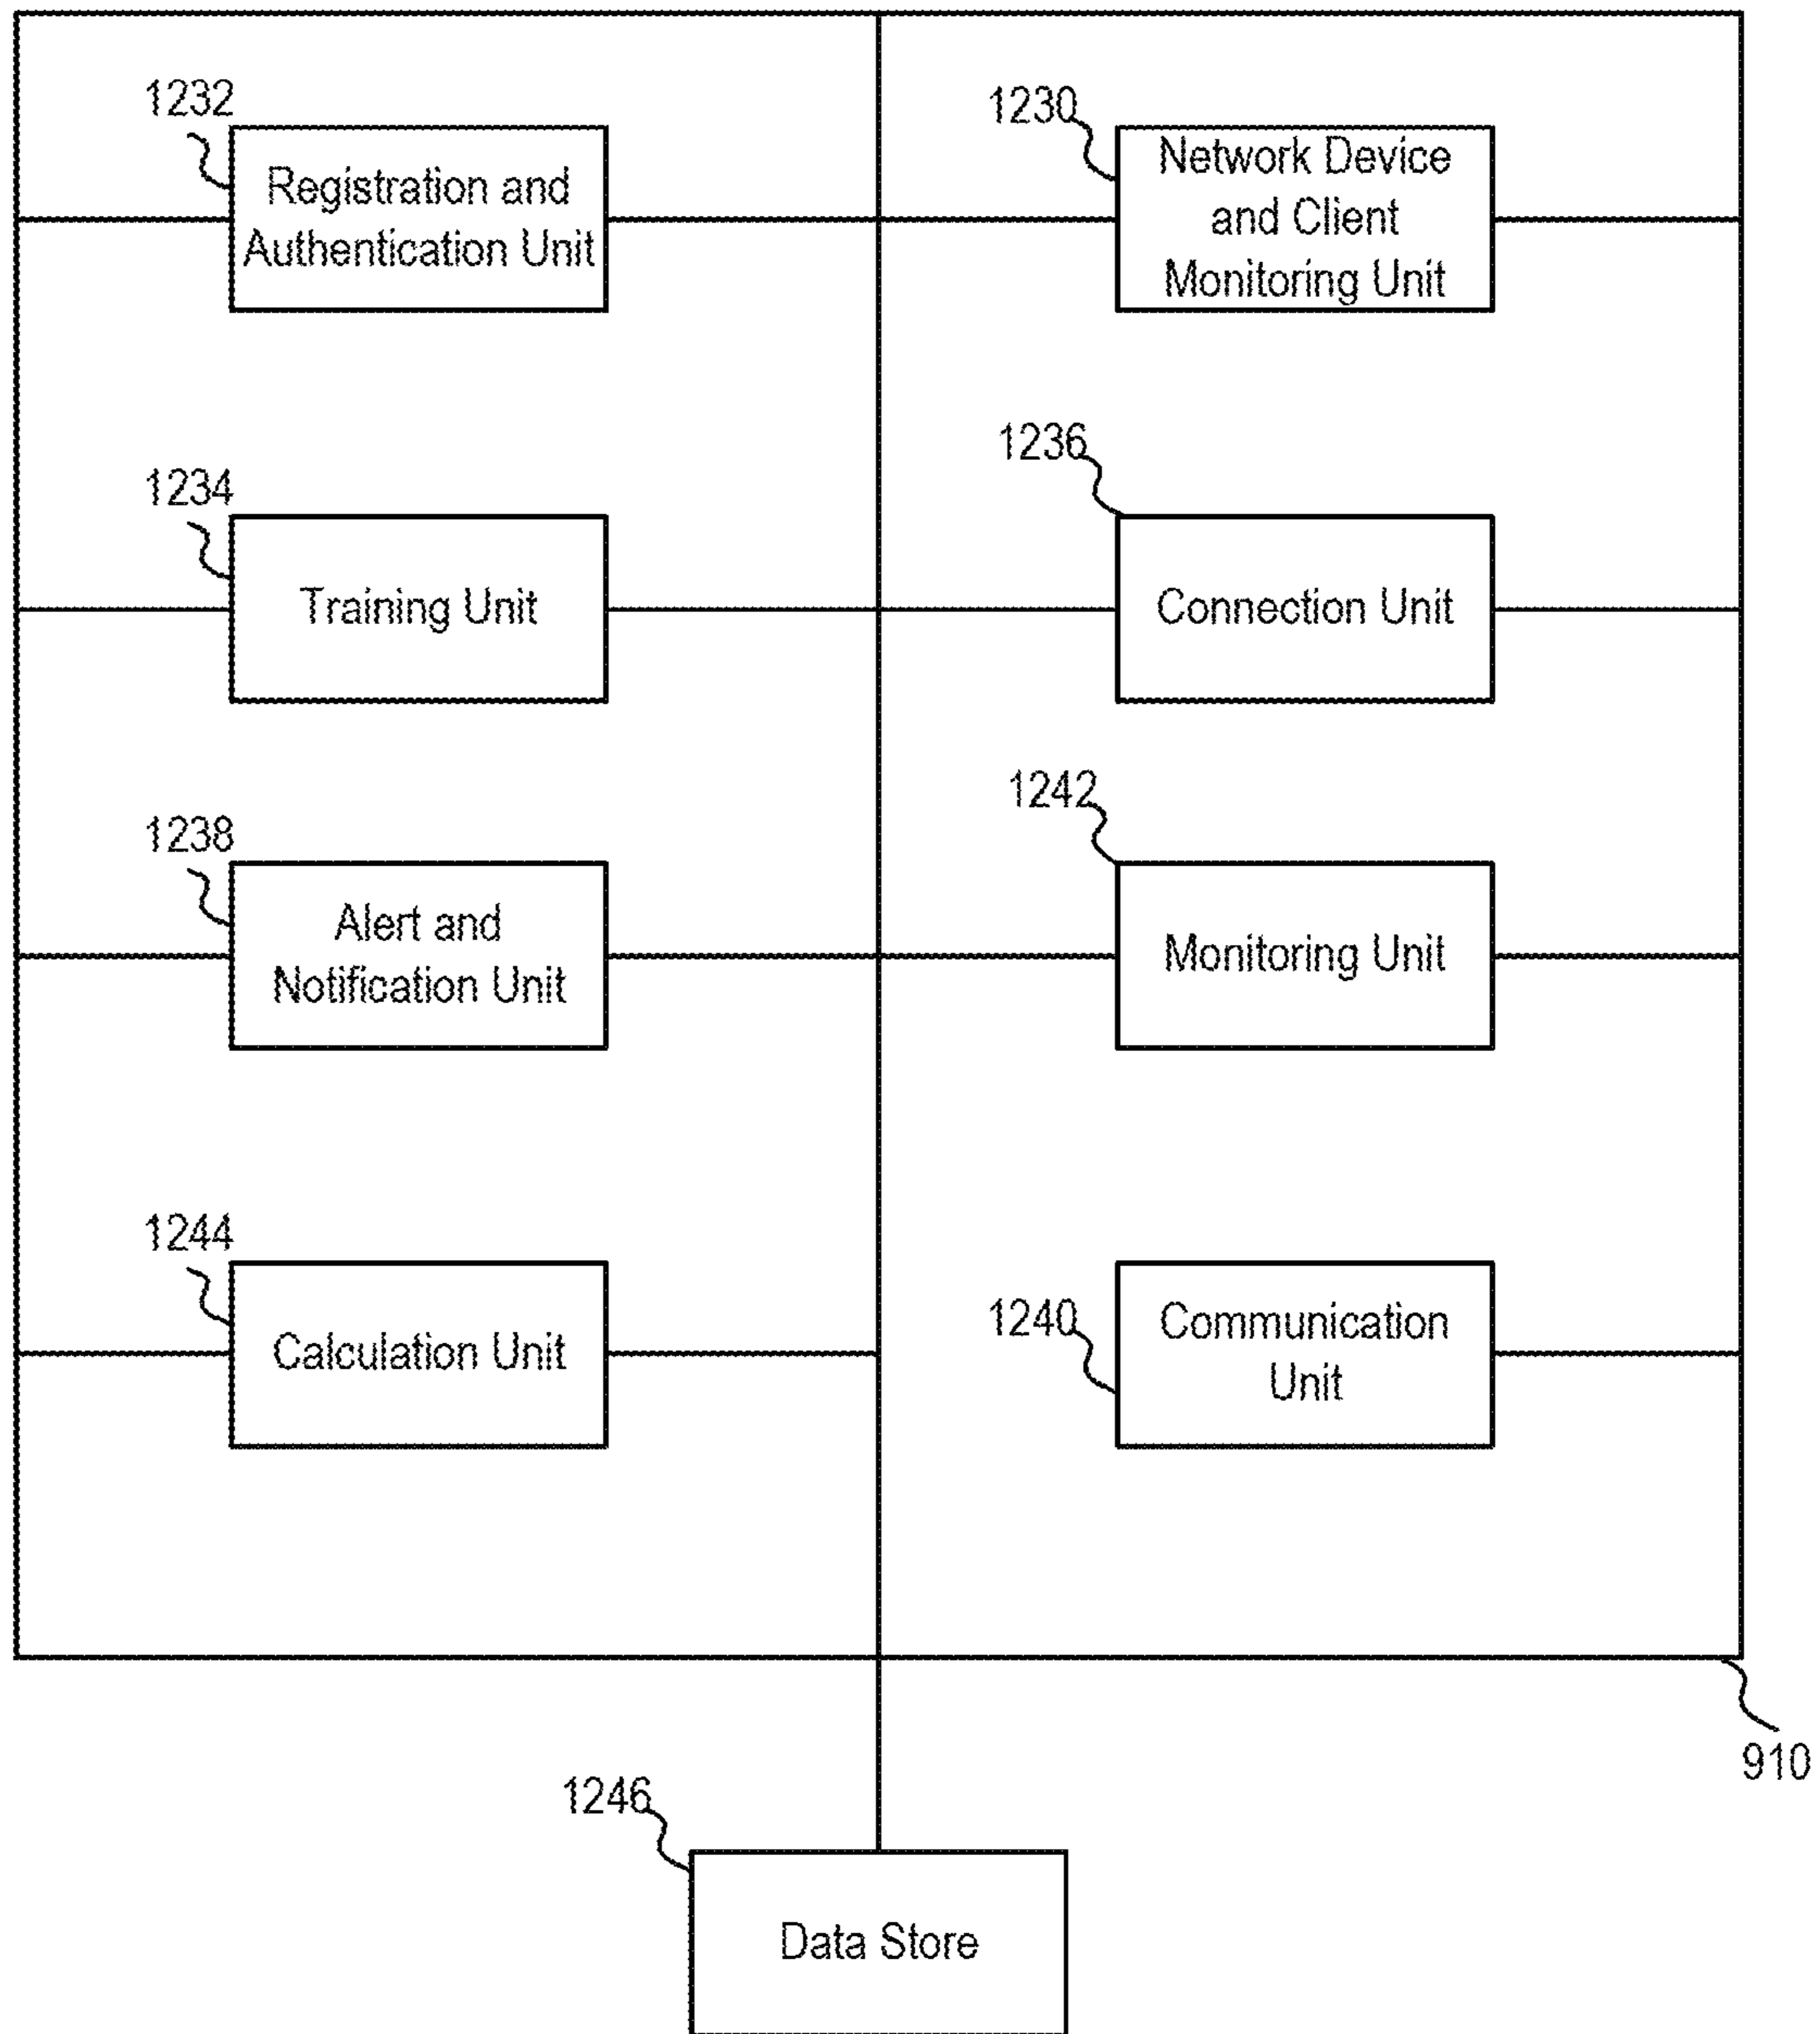 1232
Registration and
Authentication Unit
1230
Network Device
and Client
Monitoring Unit
1234
Training Unit
1236
Connection Unit
1238
Alert and
Notification Unit
1242
Monitoring Unit
1244
Calculation Unit
1240
Communication
Unit
910
1246
Data Store